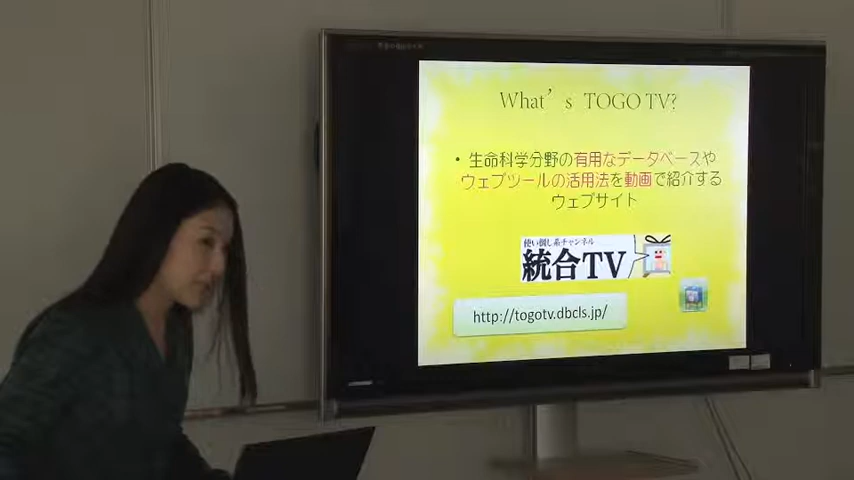 What's TOGO TV?
• 生命科学分野の有用なデータベースや
ウェブツールの活用法を動画で紹介する
ウェブサイト
使い倒し系チャンネル
統合TV
http://togotv.dbcls.jp/